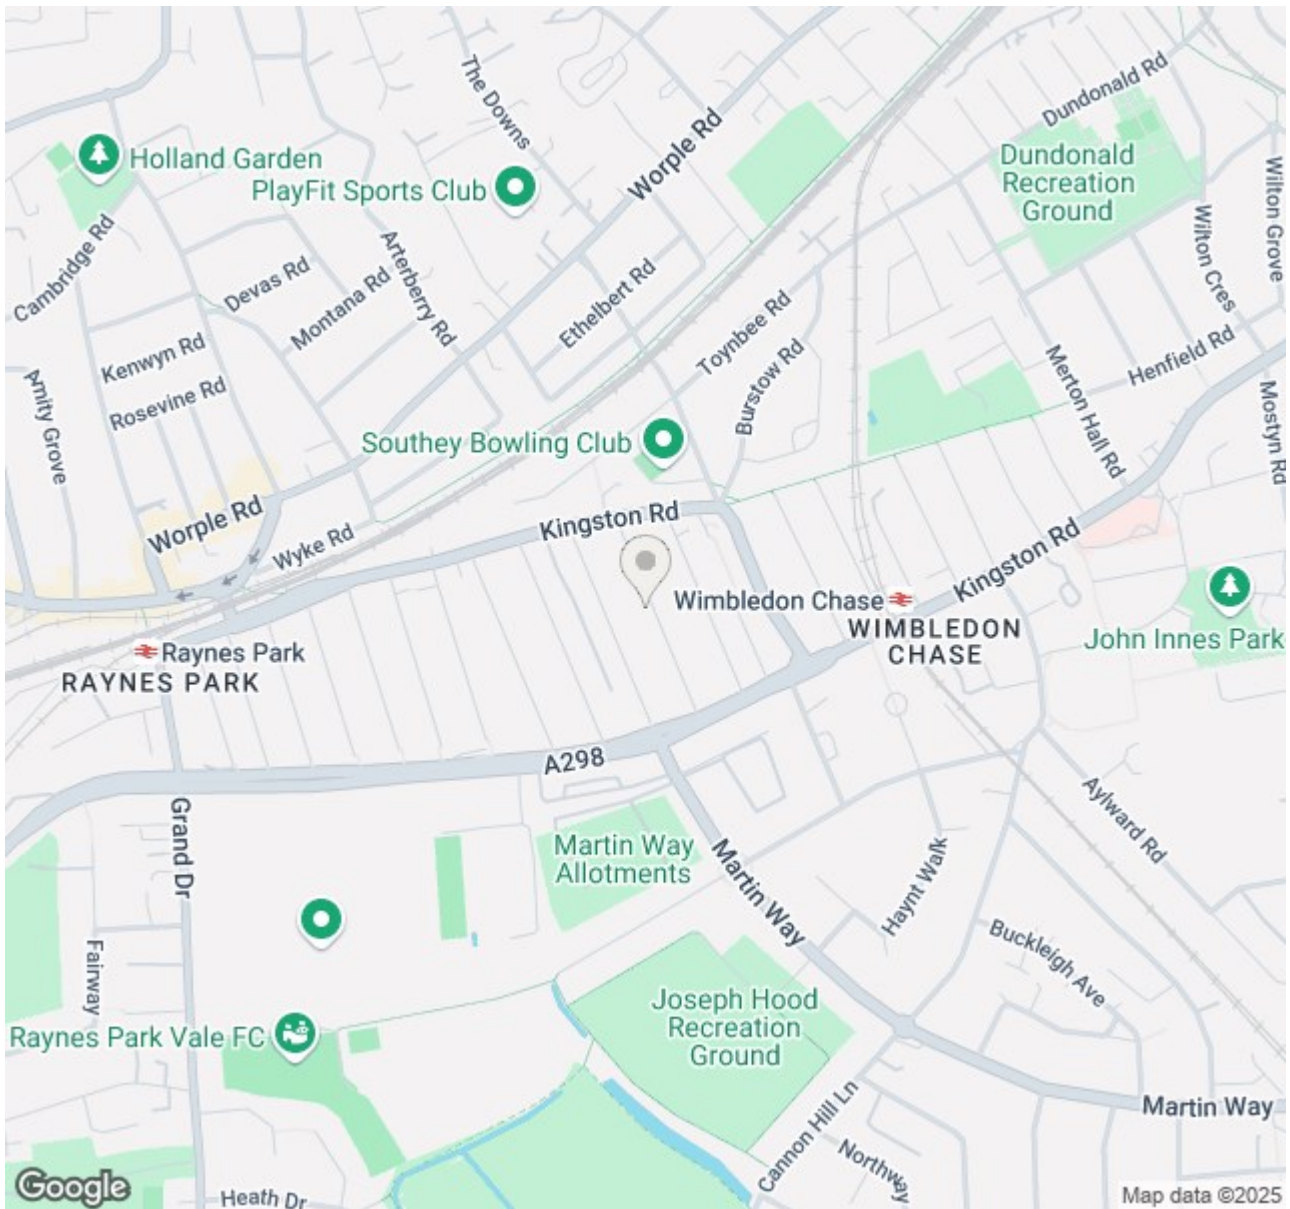 The Downs
Worple Rd
Dundonald Rd
Holland Garden
PlayFit Sports Club
Dundonald
Recreation
Ground
Wilton Grove
Wilton Cres
Cambridge Rd
Devas Rd
Montana Rd
Arterberry Rd
Ethelbert Rd
Toynbee Rd
Burstow Rd
Kenwyn Rd
Rosevine Rd
Amity Grove
Merton Hall Rd
Henfield Rd
Mostyn Rd
Southey Bowling Club
Worple Rd
Wyke Rd
Kingston Rd
Kingston Rd
Wimbledon Chase
WIMBLEDON
CHASE
John Innes Park
Raynes Park
RAYNES PARK
A298
Grand Dr
Martin Way
Allotments
Martin Way
Haynt Walk
Aylward Rd
Fairway
Buckleigh Ave
Joseph Hood
Recreation
Ground
Raynes Park Vale FC
Cannon Hill Ln
Northway
Martin Way
Heath Dr
Google
Map data ©2025